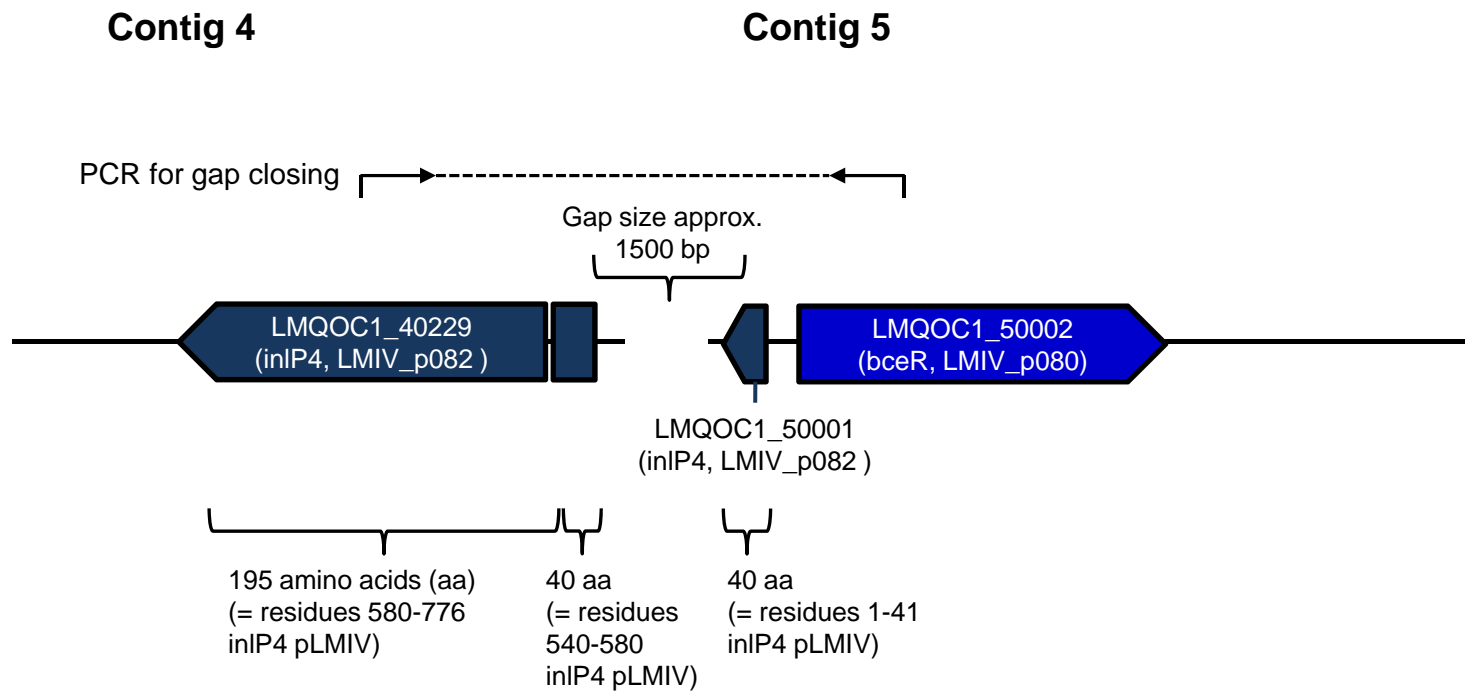 Contig 4
Contig 5
PCR for gap closing
Gap size approx.
1500 bp
LMQOC1_40229
(inlP4, LMIV_p082 )
LMQOC1_50002
(bceR, LMIV_p080)
LMQOC1_50001
(inlP4, LMIV_p082 )
195 amino acids (aa)
(= residues 580-776
inlP4 pLMIV)
40 aa
(= residues
540-580
inlP4 pLMIV)
40 aa
(= residues 1-41
inlP4 pLMIV)